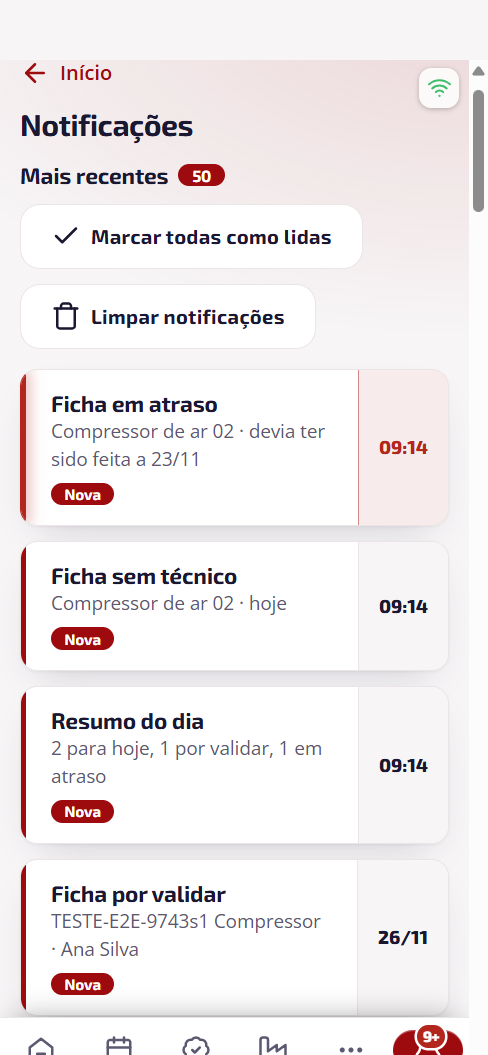 Início
Notificações
Mais recentes 50
Marcar todas como lidas
Limpar notificações
Ficha em atraso
Compressor de ar 02 · devia ter
sido feita a 23/11
Nova
09:14
Ficha sem técnico
Compressor de ar 02 · hoje
Nova
09:14
Resumo do dia
2 para hoje, 1 por validar, 1 em
atraso
Nova
09:14
Ficha por validar
TESTE-E2E-9743s1 Compressor
· Ana Silva
Nova
26/11
9+